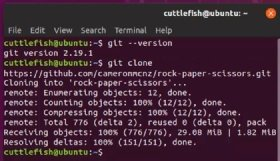 cuttlefish@ubuntu: ~
File Edit View Search Terminal Help
cuttlefish@ubuntu:~$ git --version
git version 2.19.1
cuttlefish@ubuntu:~$ git clone
https://github.com/cameronmcnz/rock-paper-scissors.git
Cloning into 'rock-paper-scissors'...
remote: Enumerating objects: 12, done.
remote: Counting objects: 100% (12/12), done.
remote: Compressing objects: 100% (12/12), done.
remote: Total 776 (delta 2), reused 0 (delta 0), pack
Receiving objects: 100% (776/776), 29.08 MiB | 1.82 MiB
Resolving deltas: 100% (151/151), done.
cuttlefish@ubuntu:~$